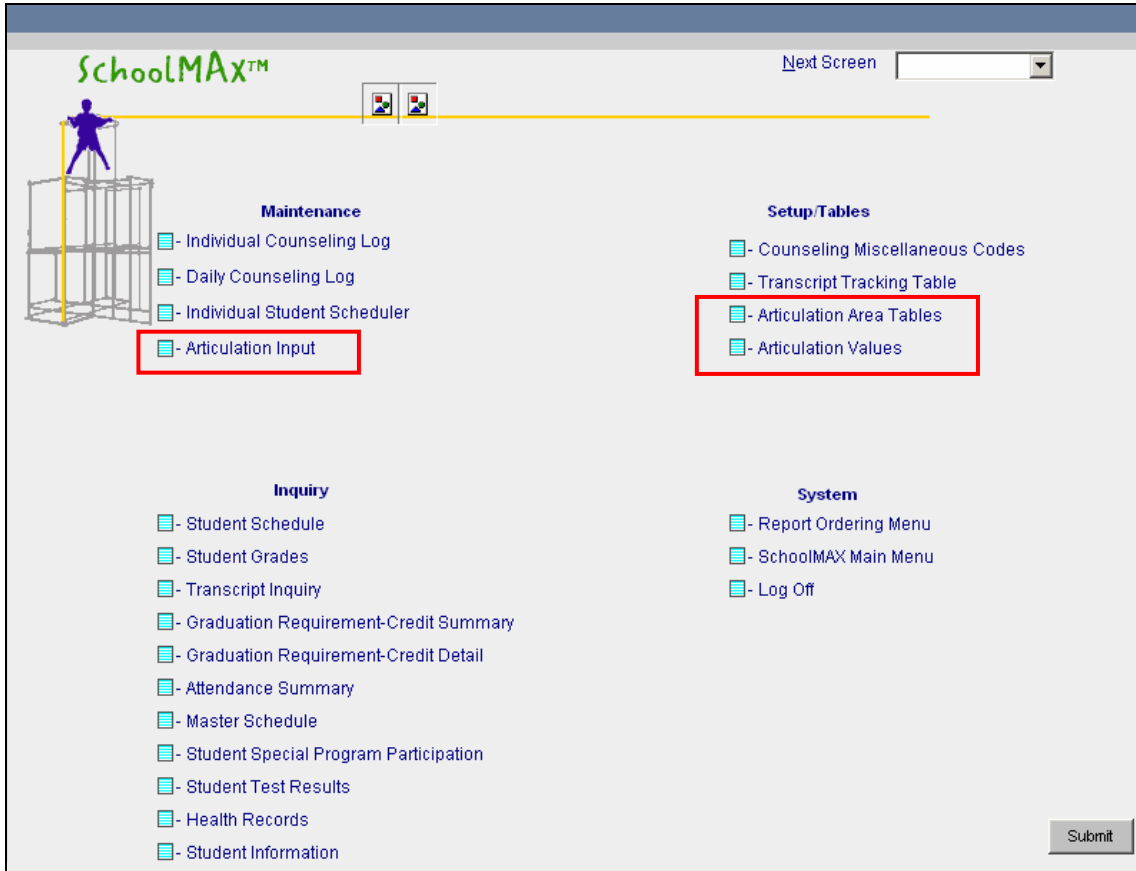 SchoolMAx™
Next Screen
Maintenance
- Individual Counseling Log
- Daily Counseling Log
- Individual Student Scheduler
- Articulation Input
Setup/Tables
- Counseling Miscellaneous Codes
- Transcript Tracking Table
- Articulation Area Tables
- Articulation Values
Inquiry
- Student Schedule
- Student Grades
- Transcript Inquiry
- Graduation Requirement-Credit Summary
- Graduation Requirement-Credit Detail
- Attendance Summary
- Master Schedule
- Student Special Program Participation
- Student Test Results
- Health Records
- Student Information
System
- Report Ordering Menu
- SchoolMAX Main Menu
- Log Off
Submit